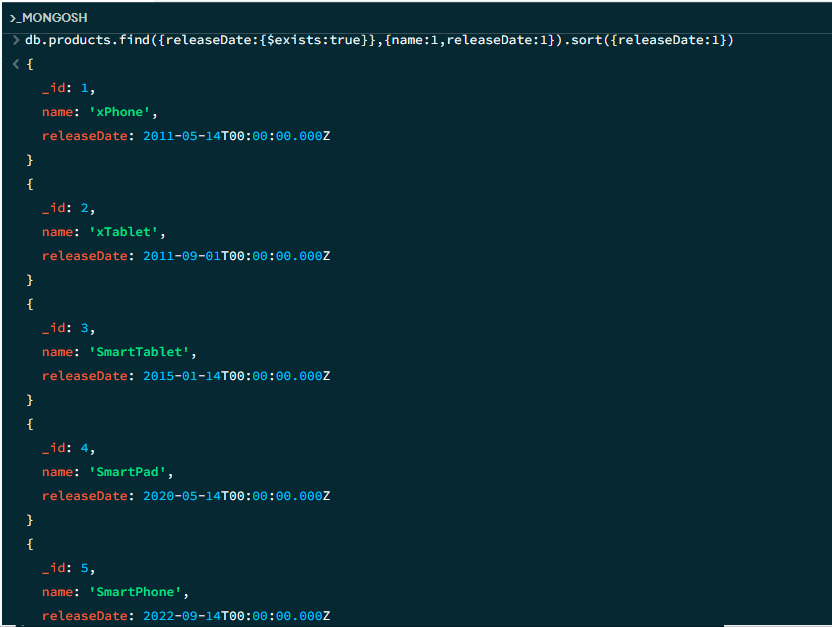 >_MONGOSH
> db.products.find({releaseDate:{$exists:true}},{name:1,releaseDate:1}).sort({releaseDate:1})
< {
_id: 1,
name: 'xPhone',
releaseDate: 2011-05-14T00:00:00.000Z
}
{
_id: 2,
name: 'xTablet',
releaseDate: 2011-09-01T00:00:00.000Z
}
{
_id: 3,
name: 'SmartTablet',
releaseDate: 2015-01-14T00:00:00.000Z
}
{
_id: 4,
name: 'SmartPad',
releaseDate: 2020-05-14T00:00:00.000Z
}
{
_id: 5,
name: 'SmartPhone',
releaseDate: 2022-09-14T00:00:00.000Z